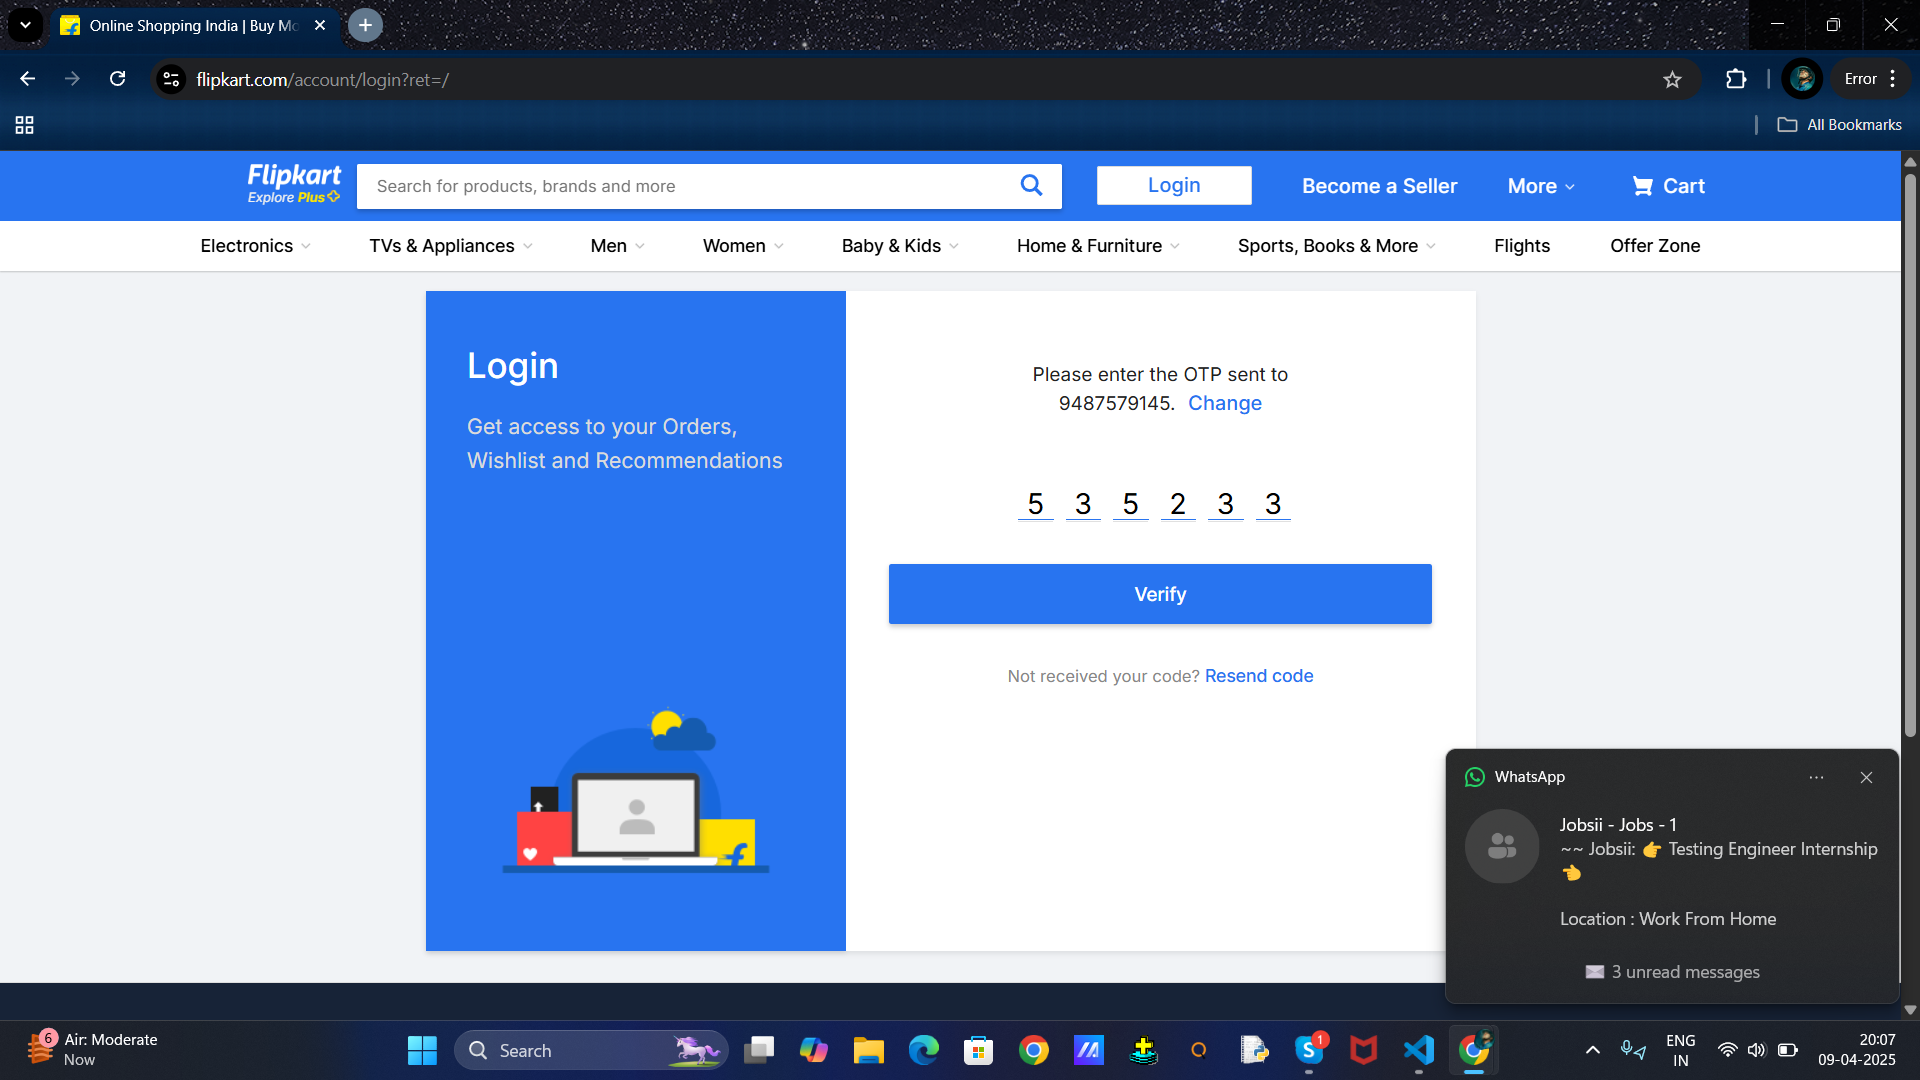 Online Shopping India | Buy Mo
flipkart.com/account/login?ret=/
Error
All Bookmarks
Flipkart
Explore Plus
Search for products, brands and more
Login
Become a Seller
More
Cart
Electronics
TVs & Appliances
Men
Women
Baby & Kids
Home & Furniture
Sports, Books & More
Flights
Offer Zone
Login
Get access to your Orders,
Wishlist and Recommendations
Please enter the OTP sent to
9487579145. Change
5 3 5 2 3 3
Verify
Not received your code? Resend code
WhatsApp
Jobsii - Jobs - 1
~~ Jobsii: 👉 Testing Engineer Internship
👈
Location : Work From Home
✉️ 3 unread messages
6
Air: Moderate
Now
Search
1
ENG
IN
20:07
09-04-2025